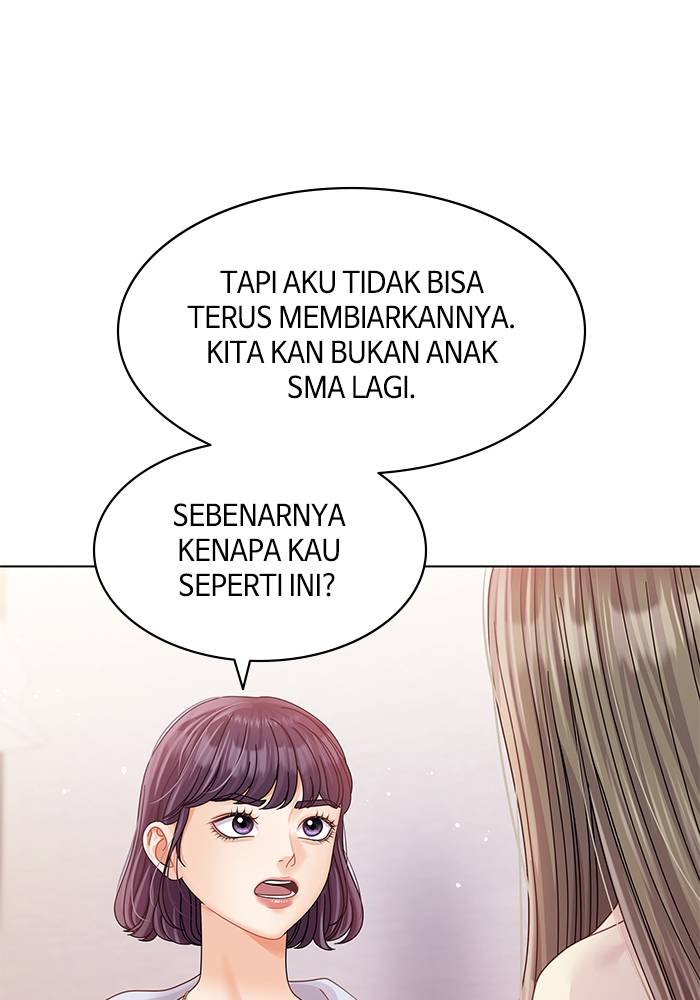 TAPI AKU TIDAK BISA
TERUS MEMBIARKANNYA.
KITA KAN BUKAN ANAK
SMA LAGI.
SEBENARNYA
KENAPA KAU
SEPERTI INI?